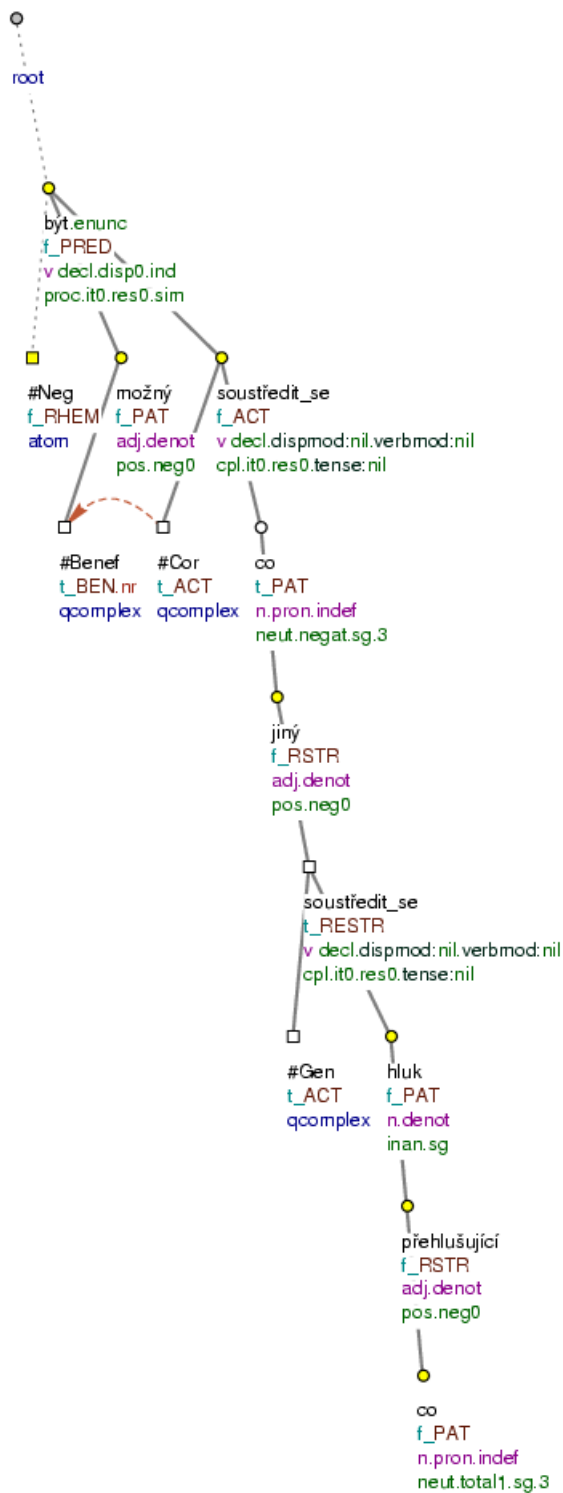 root
být.enunc
f_PRED
v decl.disp0.ind
proc.it0.res0.sim
#Neg
f_RHEM
atom
možný
f_PAT
adj.denot
pos.neg0
soustředit_se
f_ACT
v decl.dispmod:nil.verbmod:nil
cpl.it0.res0.tense:nil
#Benef
t_BEN.nr
qcomplex
#Cor
t_ACT
qcomplex
co
t_PAT
n.pron.indef
neut.negat.sg.3
jiný
f_RSTR
adj.denot
pos.neg0
soustředit_se
t_RESTR
v decl.dispmod:nil.verbmod:nil
cpl.it0.res0.tense:nil
#Gen
t_ACT
qcomplex
hluk
f_PAT
n.denot
inan.sg
přehlušující
f_RSTR
adj.denot
pos.neg0
co
f_PAT
n.pron.indef
neut.total1.sg.3